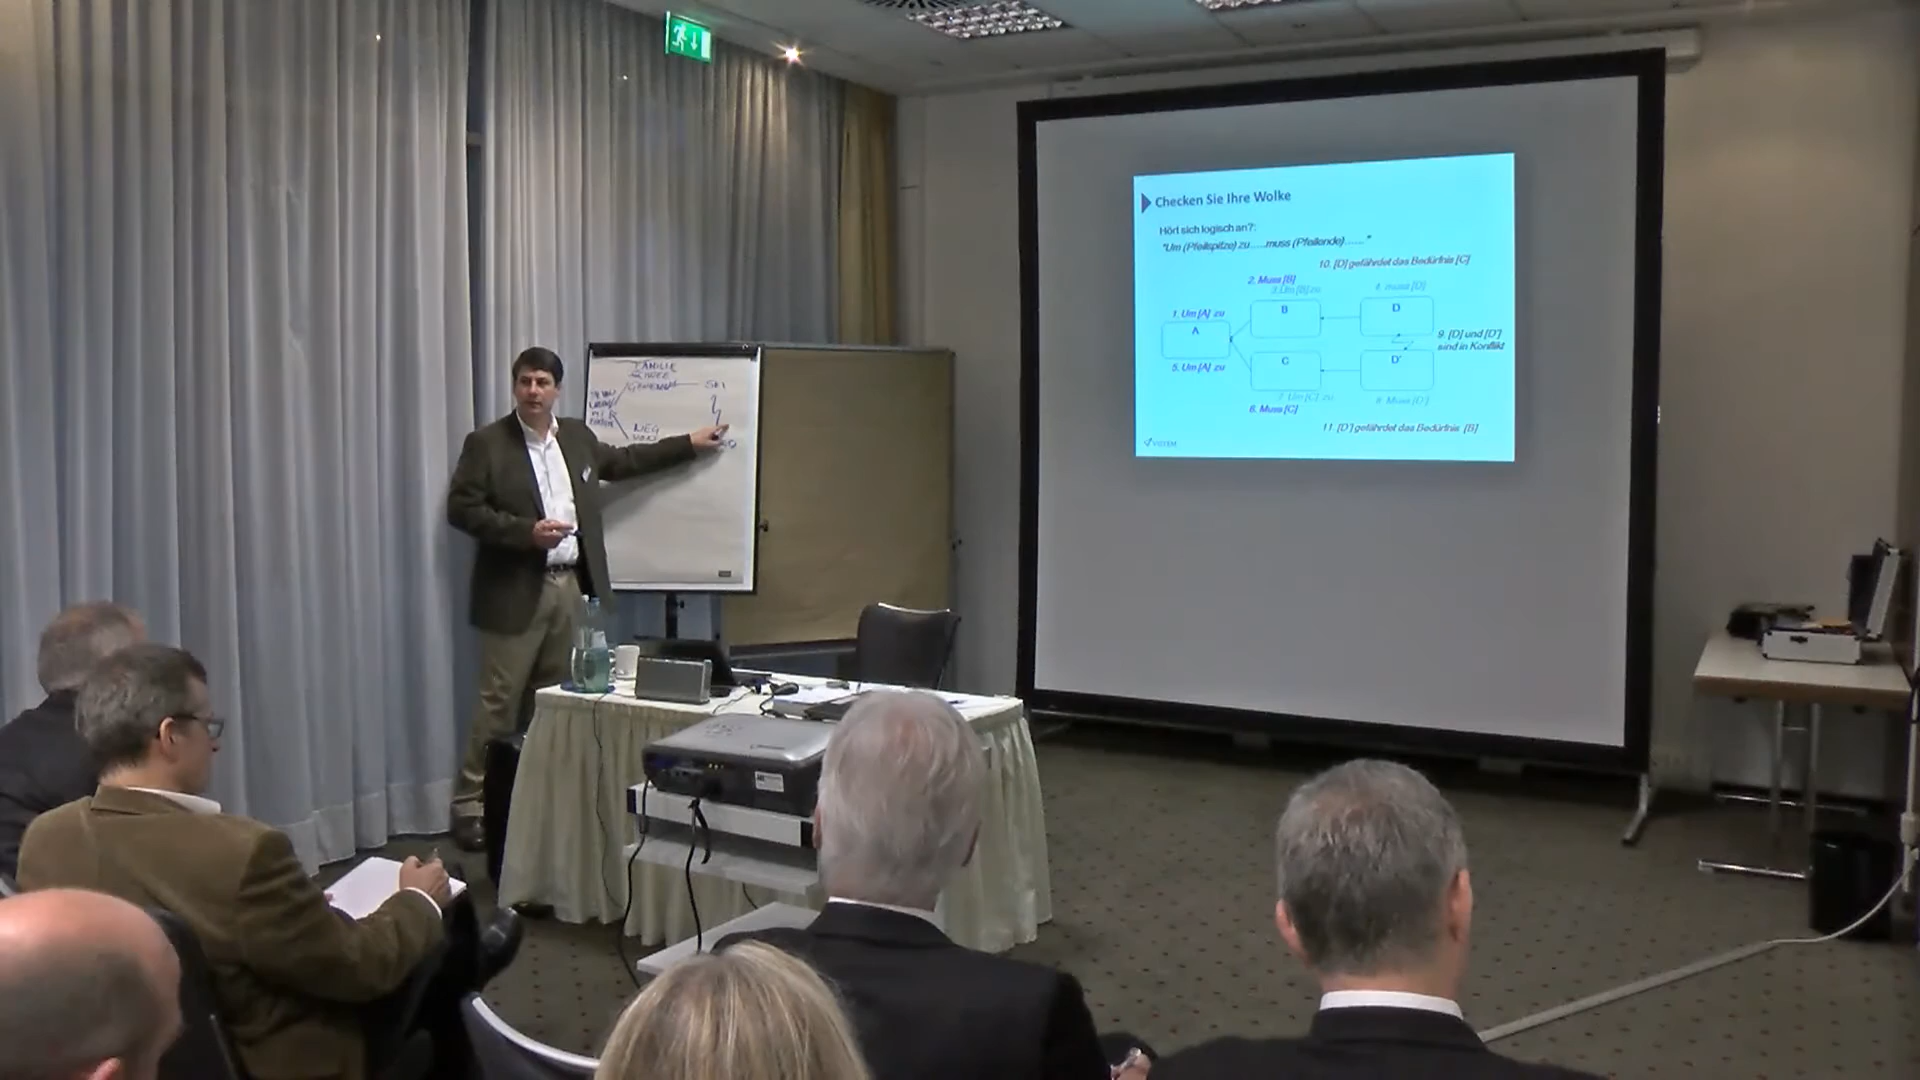 Checken Sie Ihre Wolke
Hört sich logisch an?:
"Um (Pfeilspitze) zu.....muss (Pfeilende)......"
10. [D] gefährdet das Bedürfnis [C]
2. Muss [B]
3. Um [B] zu
4. muss [D]
1. Um [A] zu
B
D
A
9. [D] und [D']
sind in Konflikt
C
D'
5. Um [A] zu
7. Um [C] zu
8. Muss [D']
6. Muss [C]
11. [D'] gefährdet das Bedürfnis [B]
VISTEM
FAMILIE
SKI